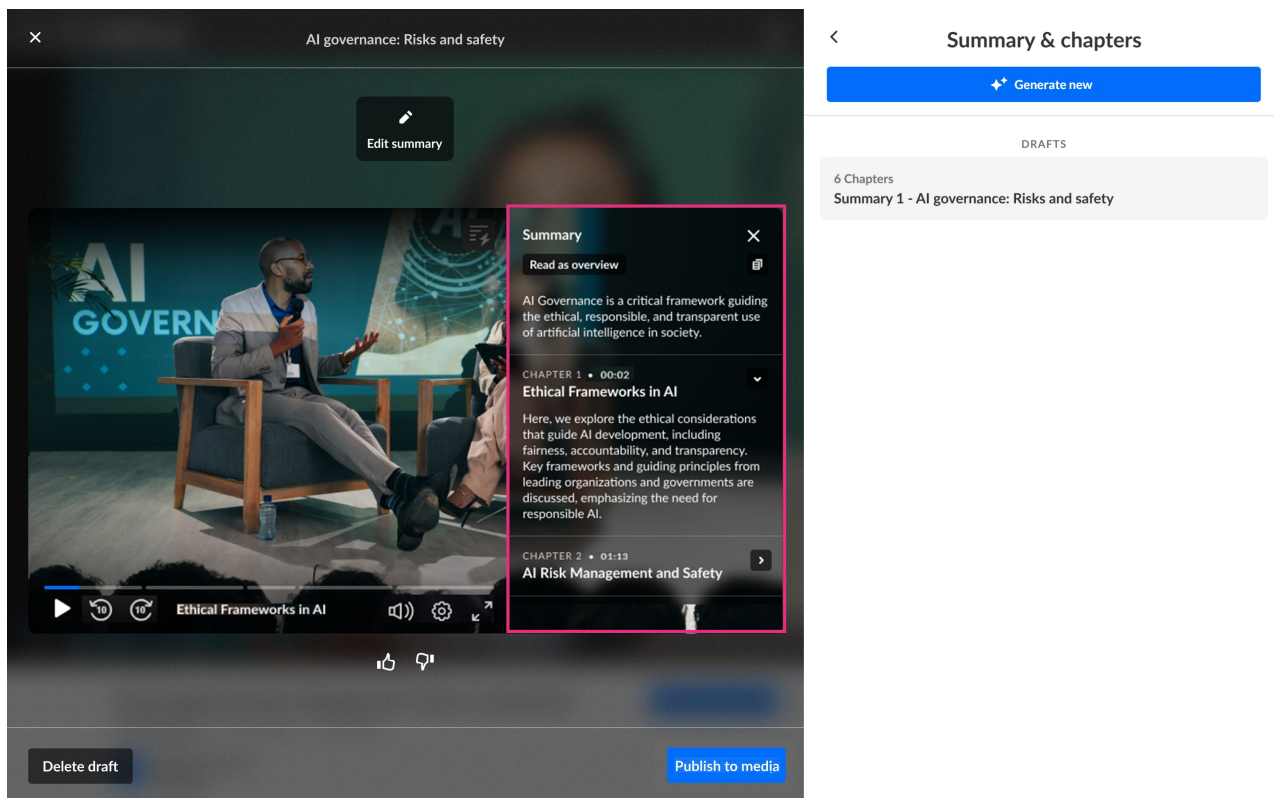 AI governance: Risks and safety
Edit summary
AI
GOVERN
AI
Summary
Read as overview
AI Governance is a critical framework guiding
the ethical, responsible, and transparent use
of artificial intelligence in society.
CHAPTER 1 • 00:02
Ethical Frameworks in AI
Here, we explore the ethical considerations
that guide AI development, including
fairness, accountability, and transparency.
Key frameworks and guiding principles from
leading organizations and governments are
discussed, emphasizing the need for
responsible AI.
CHAPTER 2 • 01:13
AI Risk Management and Safety
10
10
Ethical Frameworks in AI
Delete draft
Publish to media
Summary & chapters
Generate new
DRAFTS
6 Chapters
Summary 1 - AI governance: Risks and safety